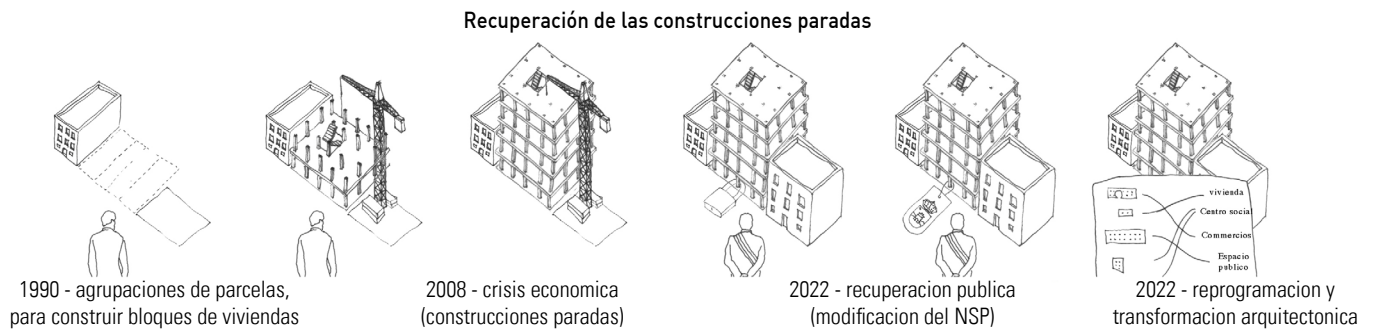 Recuperación de las construcciones paradas
vivienda
Centro social
Commercios
Espacio
publico
1990 - agrupaciones de parcelas,
para construir bloques de viviendas
2008 - crisis economica
(construcciones paradas)
2022 - recuperacion publica
(modificacion del NSP)
2022 - reprogramacion y
transformacion arquitectonica